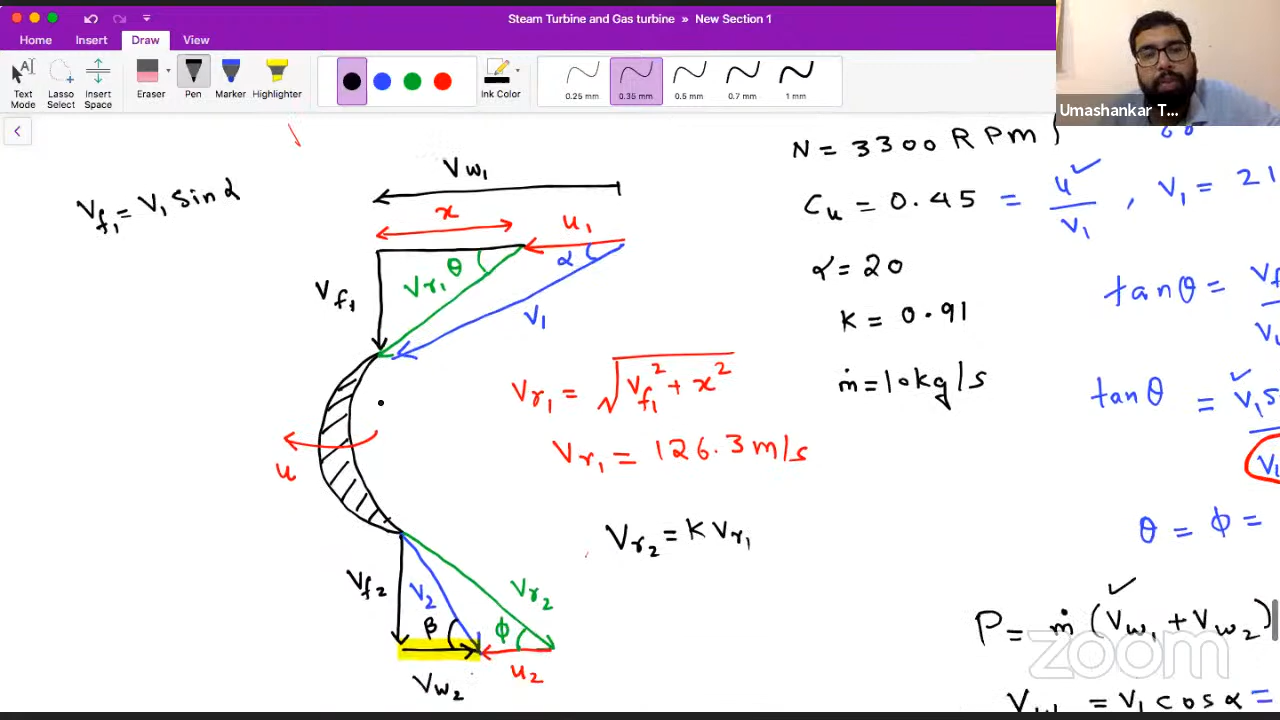 Steam Turbine and Gas turbine » New Section 1
Home Insert Draw View
Text Mode
Lasso Select
Insert Space
Eraser
Pen
Marker
Highlighter
Ink Color
0.25 mm
0.35 mm
0.5 mm
0.7 mm
1 mm
Umashankar T...
Vf₁ = V₁ sin α
Vw₁
x
u₁
θ
α
Vr₁
Vf₁
V₁
u
Vr₁ = √(Vf₁² + x²)
Vr₁ = 126.3 m/s
Vr₂ = K Vr₁
Vf₂
V₂
Vr₂
β
φ
u₂
Vw₂
N = 3300 RPm
Cu = 0.45 = u/V₁ , V₁ = 21
α = 20
K = 0.91
ṁ = 10 kg/s
tan θ = Vf
tan θ = V₁ s
θ = φ =
P = ṁ (Vw₁ + Vw₂)
zoom
= V₁ cos α =